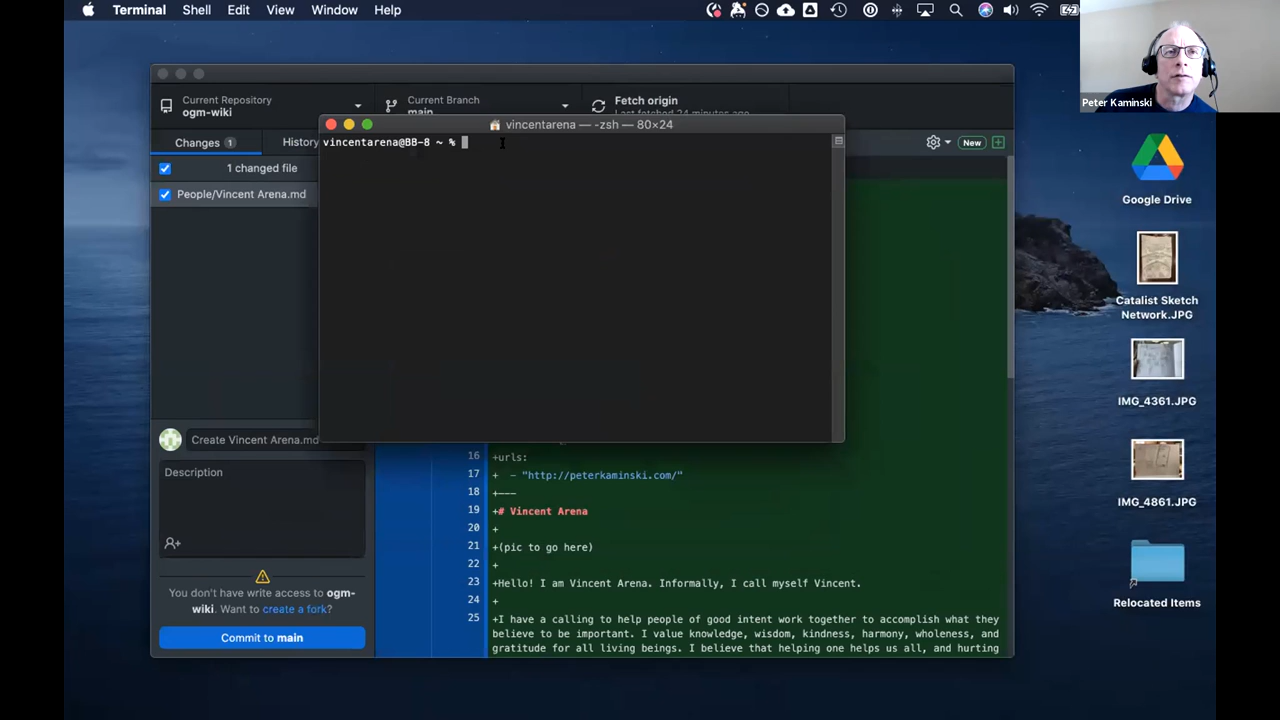 Terminal Shell Edit View Window Help
Peter Kaminski
Current Repository
ogm-wiki
Current Branch
main
Fetch origin
vincentarena — -zsh — 80×24
vincentarena@BB-8 ~ %
Changes 1
History
New
1 changed file
People/Vincent Arena.md
Create Vincent Arena.md
Description
You don't have write access to ogm-
wiki. Want to create a fork?
Commit to main
16 +urls:
17 + - "http://peterkaminski.com/"
18 +---
19 +# Vincent Arena
20 +
21 +(pic to go here)
22 +
23 +Hello! I am Vincent Arena. Informally, I call myself Vincent.
24 +
25 +I have a calling to help people of good intent work together to accomplish what they
believe to be important. I value knowledge, wisdom, kindness, harmony, wholeness, and
gratitude for all living beings. I believe that helping one helps us all, and hurting
Google Drive
Catalist Sketch
Network.JPG
IMG_4361.JPG
IMG_4861.JPG
Relocated Items